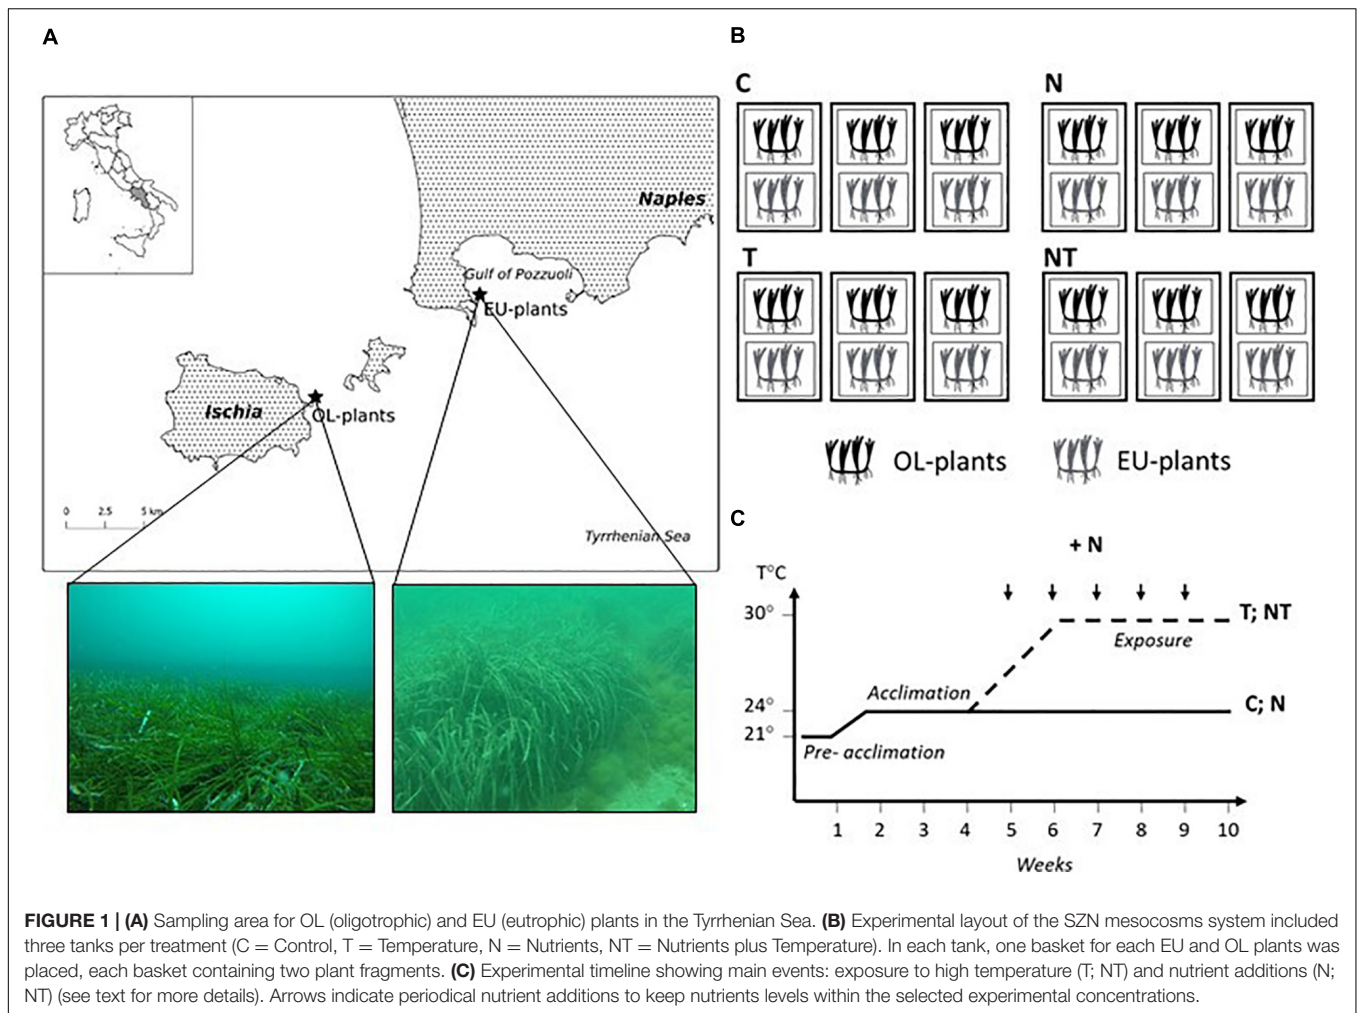 A
Naples
Gulf of Pozzuoli
EU-plants
Ischia
OL-plants
0 2.5 5 km
Tyrrhenian Sea
B
C N
T NT
OL-plants EU-plants
C
+ N
T°C
30° T; NT
Exposure
Acclimation
24° C; N
21°
Pre- acclimation
1 2 3 4 5 6 7 8 9 10
Weeks
FIGURE 1 | (A) Sampling area for OL (oligotrophic) and EU (eutrophic) plants in the Tyrrhenian Sea. (B) Experimental layout of the SZN mesocosms system included
three tanks per treatment (C = Control, T = Temperature, N = Nutrients, NT = Nutrients plus Temperature). In each tank, one basket for each EU and OL plants was
placed, each basket containing two plant fragments. (C) Experimental timeline showing main events: exposure to high temperature (T; NT) and nutrient additions (N;
NT) (see text for more details). Arrows indicate periodical nutrient additions to keep nutrients levels within the selected experimental concentrations.